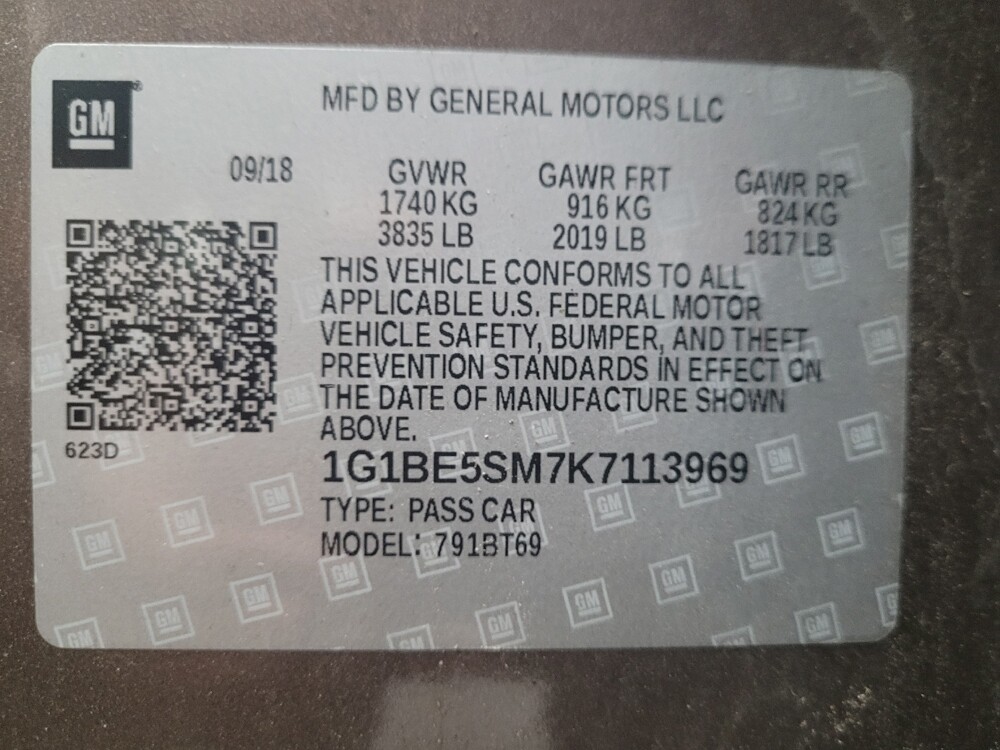 GM
MFD BY GENERAL MOTORS LLC
09/18 GVWR GAWR FRT GAWR RR
1740 KG 916 KG 824 KG
3835 LB 2019 LB 1817 LB
THIS VEHICLE CONFORMS TO ALL
APPLICABLE U.S. FEDERAL MOTOR
VEHICLE SAFETY, BUMPER, AND THEFT
PREVENTION STANDARDS IN EFFECT ON
THE DATE OF MANUFACTURE SHOWN
ABOVE.
623D
1G1BE5SM7K7113969
TYPE: PASS CAR
MODEL: 791BT69